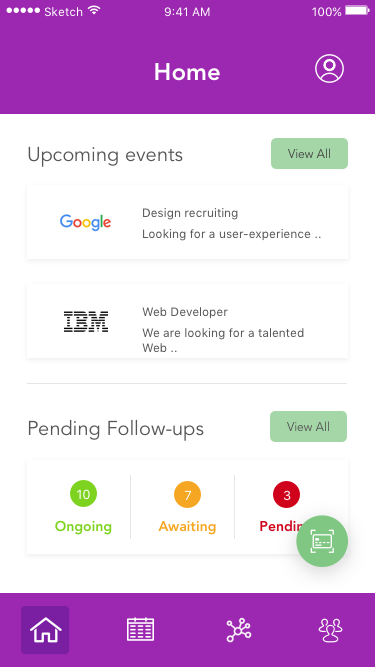 Sketch 9:41 AM 100%
Home
Upcoming events View All
Google Design recruiting
Looking for a user-experience ..
IBM Web Developer
We are looking for a talented
Web ..
Pending Follow-ups View All
10 7 3
Ongoing Awaiting Pendin